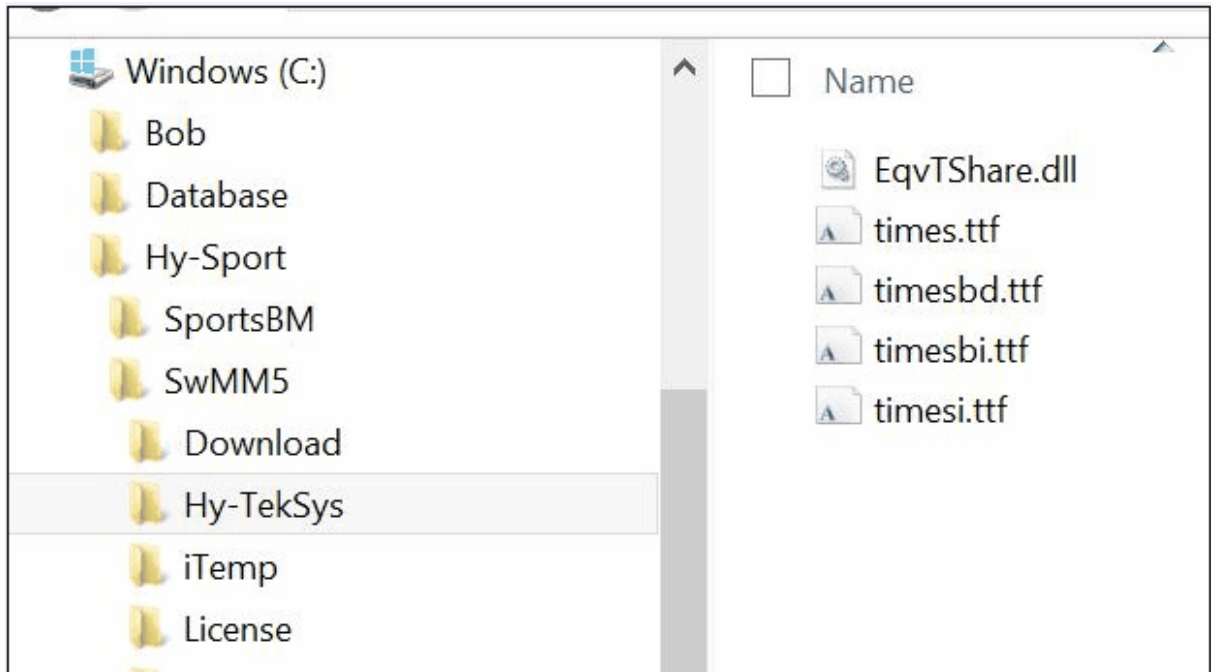 Windows (C:)
Bob
Database
Hy-Sport
SportsBM
SwMM5
Download
Hy-TekSys
iTemp
License
Name
EqvTShare.dll
times.ttf
timesbd.ttf
timesbi.ttf
timesi.ttf